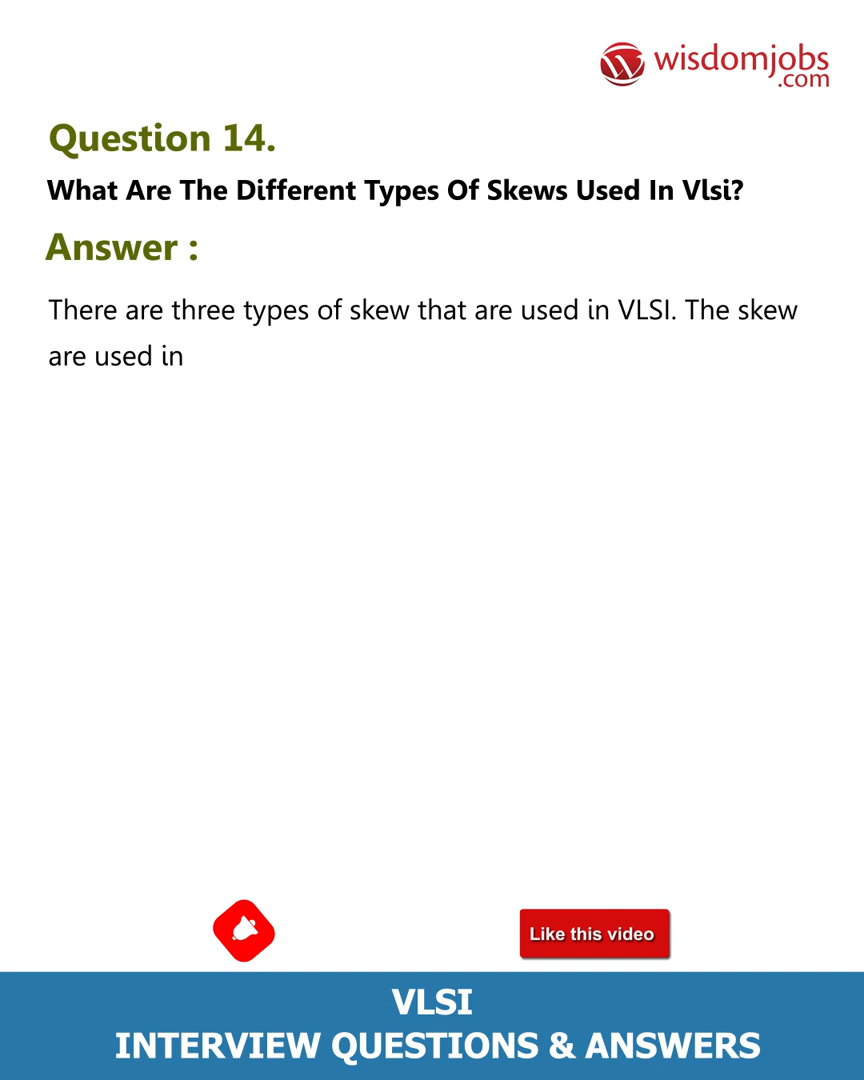 wisdomjobs
.com
Question 14.
What Are The Different Types Of Skews Used In Vlsi?
Answer :
There are three types of skew that are used in VLSI. The skew
are used in
Like this video
VLSI
INTERVIEW QUESTIONS & ANSWERS